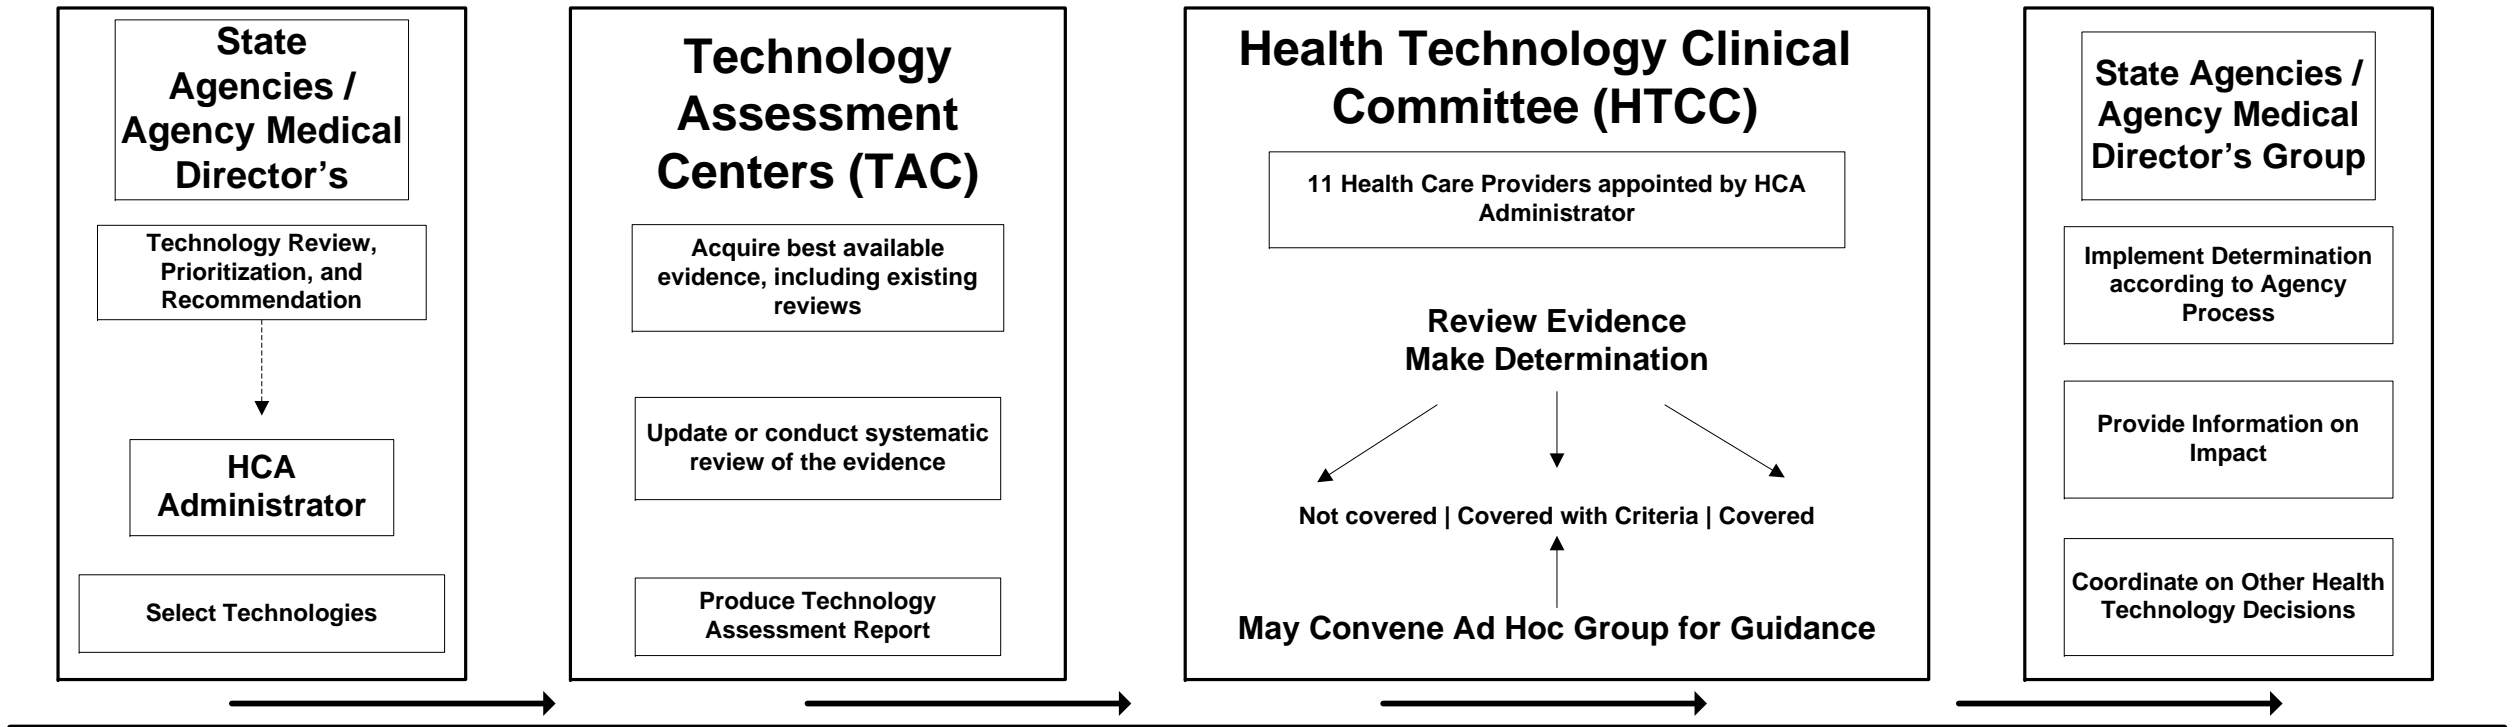 State
Agencies /
Agency Medical
Director’s
Technology Review,
Prioritization, and
Recommendation
HCA
Administrator
Select Technologies
Technology
Assessment
Centers (TAC)
Acquire best available
evidence, including existing
reviews
Update or conduct systematic
review of the evidence
Produce Technology
Assessment Report
Health Technology Clinical
Committee (HTCC)
11 Health Care Providers appointed by HCA
Administrator
Review Evidence
Make Determination
Not covered | Covered with Criteria | Covered
May Convene Ad Hoc Group for Guidance
State Agencies /
Agency Medical
Director’s Group
Implement Determination
according to Agency
Process
Provide Information on
Impact
Coordinate on Other Health
Technology Decisions